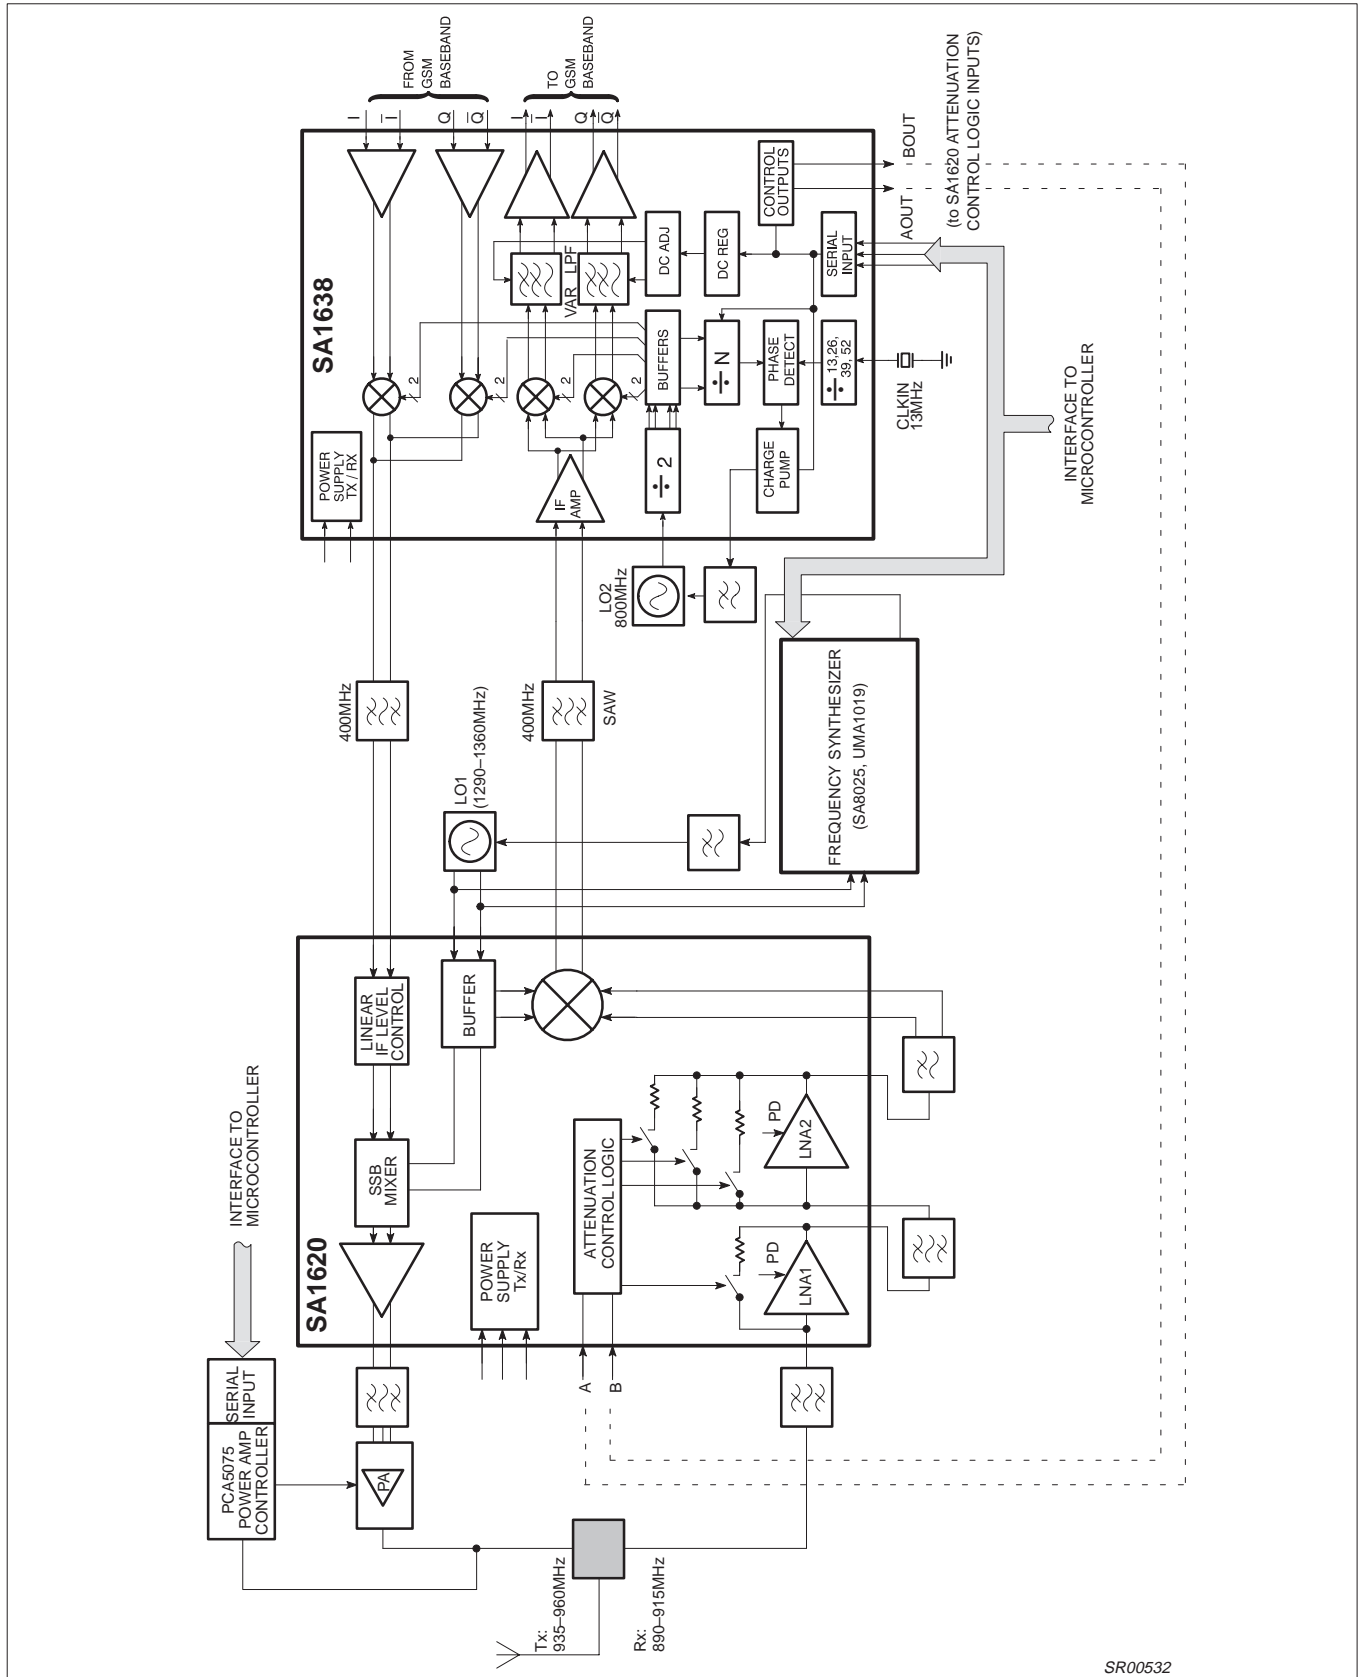 FROM
GSM
BASEBAND
TO
GSM
BASEBAND
I
I
Q
Q
I
I
Q
Q
SA1638
POWER
SUPPLY
TX / RX
2
2
2
2
IF
AMP
VAR LPF
DC ADJ
DC REG
CONTROL
OUTPUTS
SERIAL
INPUT
BUFFERS
÷ 2
÷ N
PHASE
DETECT
÷ 13,26,
39, 52
CHARGE
PUMP
CLKIN
13MHz
AOUT
BOUT
(to SA1620 ATTENUATION
CONTROL LOGIC INPUTS)
INTERFACE TO
MICROCONTROLLER
LO2
800MHz
400MHz
400MHz
SAW
LO1
(1290–1360MHz)
FREQUENCY SYNTHESIZER
(SA8025, UMA1019)
SA1620
LINEAR
IF LEVEL
CONTROL
BUFFER
SSB
MIXER
POWER
SUPPLY
Tx/Rx
ATTENUATION
CONTROL LOGIC
PD
LNA1
PD
LNA2
A
B
INTERFACE TO
MICROCONTROLLER
SERIAL
INPUT
PCA5075
POWER AMP
CONTROLLER
PA
Tx:
935–960MHz
Rx:
890–915MHz
SR00532